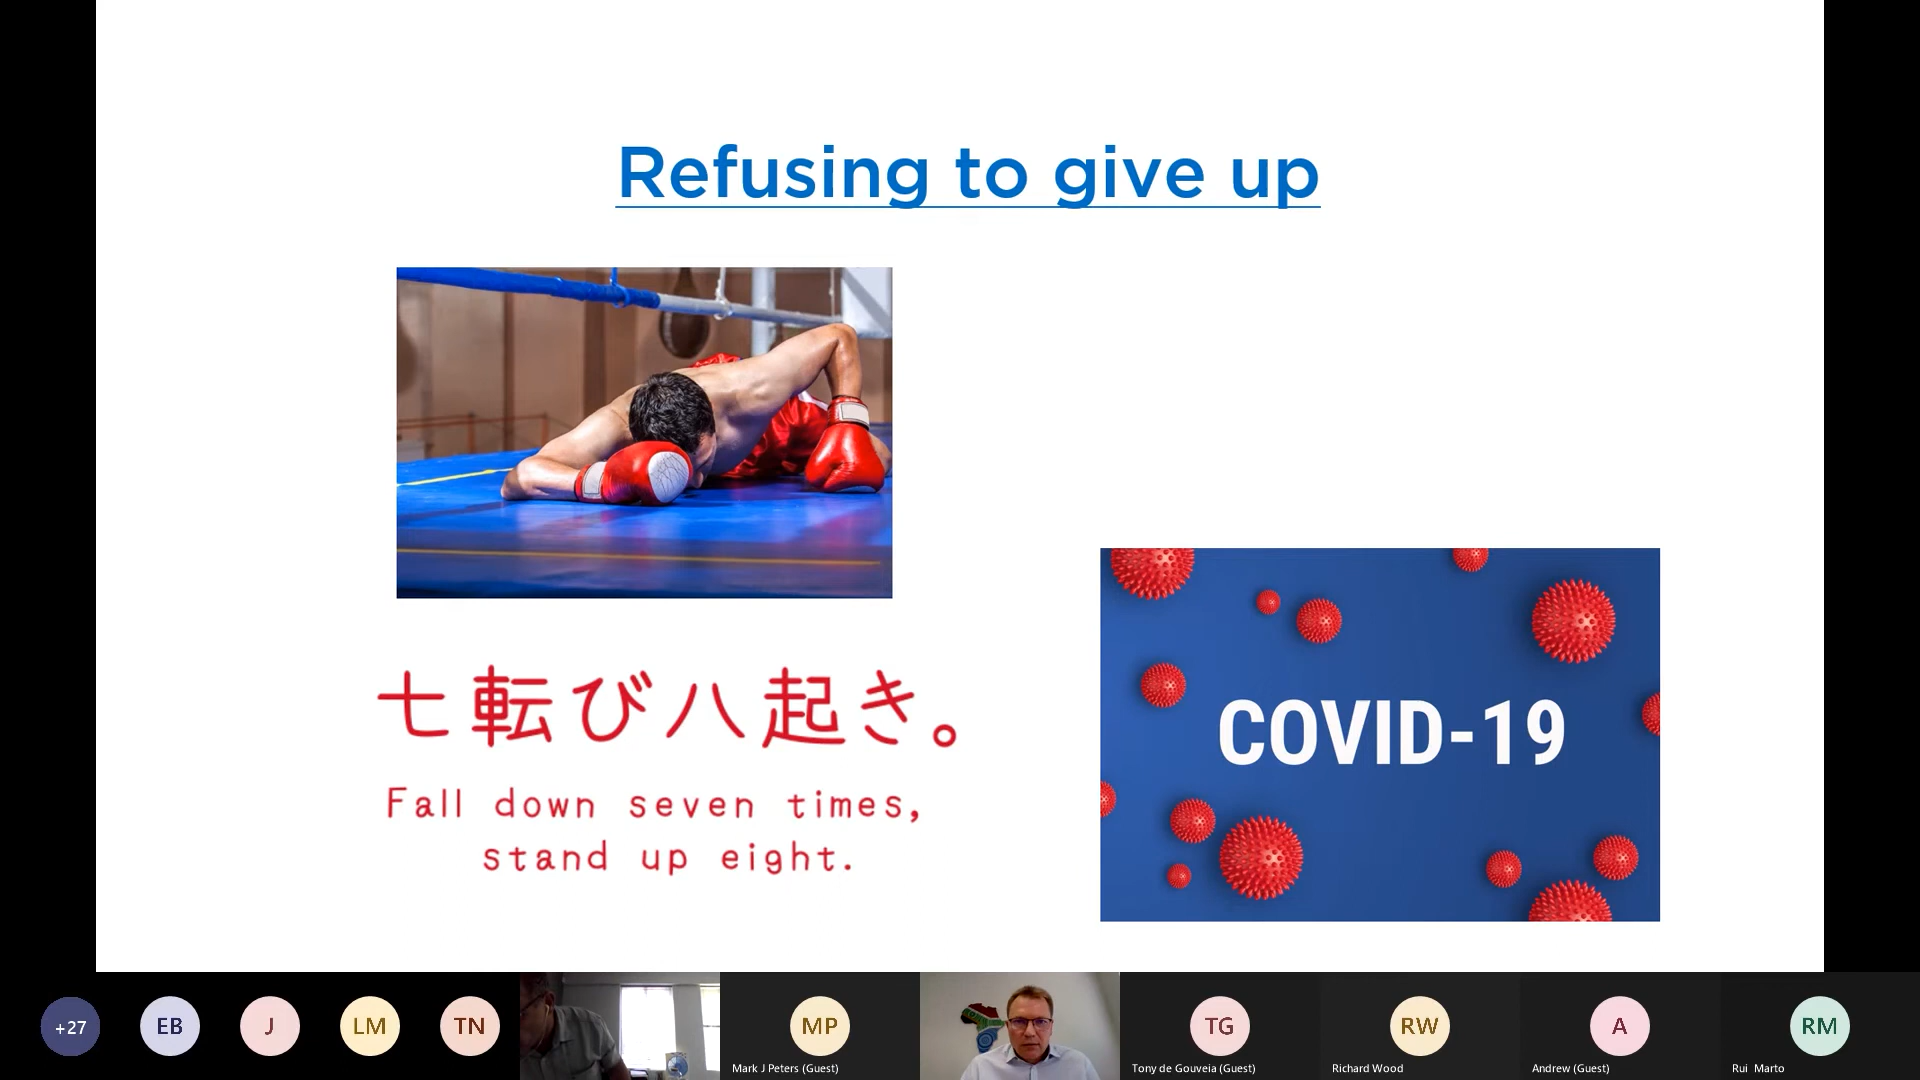 Refusing to give up
七転び八起き。
Fall down seven times,
stand up eight.
COVID-19
+27
EB
J
LM
TN
MP
Mark J Peters (Guest)
TG
Tony de Gouveia (Guest)
RW
Richard Wood
A
Andrew (Guest)
RM
Rui Marto